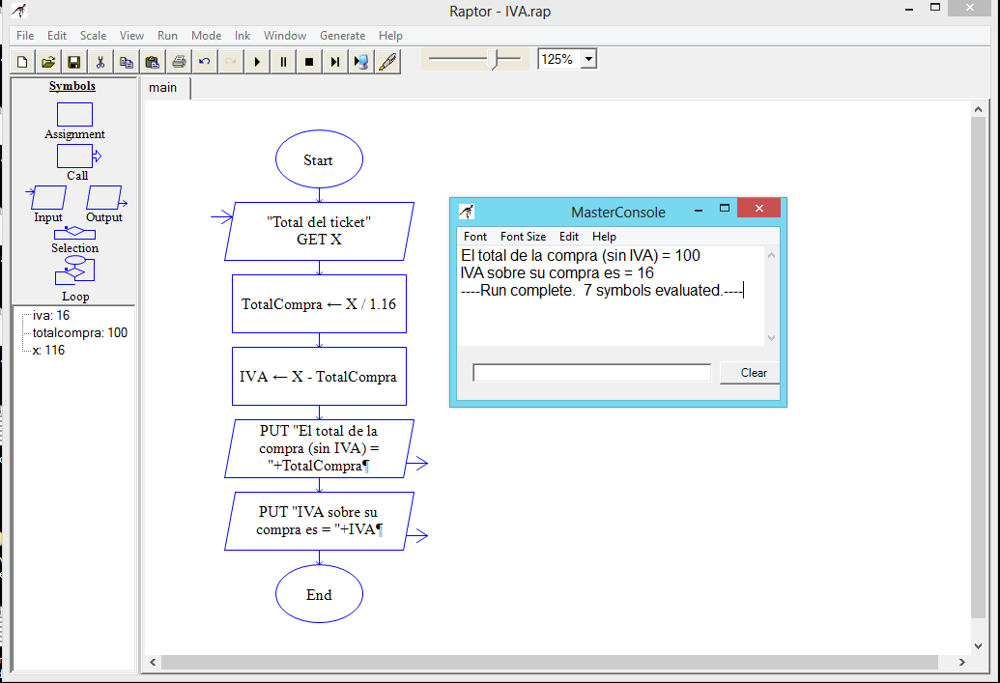 Raptor - IVA.rap
File Edit Scale View Run Mode Ink Window Generate Help
125%
Symbols
Assignment
Call
Input Output
Selection
Loop
iva: 16
totalcompra: 100
x: 116
main
Start
"Total del ticket"
GET X
TotalCompra ← X / 1.16
IVA ← X - TotalCompra
PUT "El total de la
compra (sin IVA) =
"+TotalCompra¶
PUT "IVA sobre su
compra es = "+IVA¶
End
MasterConsole
Font Font Size Edit Help
El total de la compra (sin IVA) = 100
IVA sobre su compra es = 16
----Run complete.  7 symbols evaluated.----
Clear